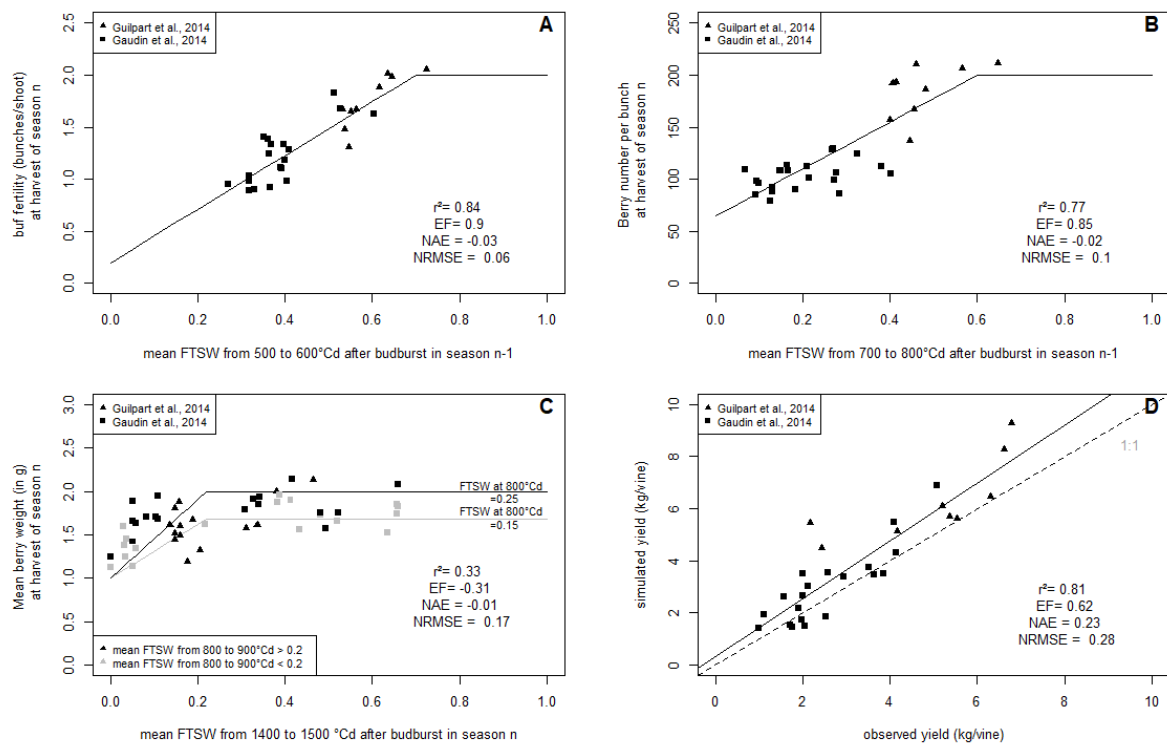 A
▲ Guilpart et al., 2014
■ Gaudin et al., 2014
buf fertility (bunches/shoot)
at harvest of season n
2.5
2.0
1.5
1.0
0.5
0.0
r²= 0.84
EF= 0.9
NAE = -0.03
NRMSE = 0.06
0.0 0.2 0.4 0.6 0.8 1.0
mean FTSW from 500 to 600°Cd after budburst in season n-1
B
▲ Guilpart et al., 2014
■ Gaudin et al., 2014
Berry number per bunch
at harvest of season n
250
200
150
100
50
0
r²= 0.77
EF= 0.85
NAE = -0.02
NRMSE = 0.1
0.0 0.2 0.4 0.6 0.8 1.0
mean FTSW from 700 to 800°Cd after budburst in season n-1
C
▲ Guilpart et al., 2014
■ Gaudin et al., 2014
Mean berry weight (in g)
at harvest of season n
3.0
2.5
2.0
1.5
1.0
0.5
0.0
FTSW at 800°Cd
=0.25
FTSW at 800°Cd
=0.15
r²= 0.33
EF= -0.31
NAE = -0.01
NRMSE = 0.17
▲ mean FTSW from 800 to 900°Cd > 0.2
▲ mean FTSW from 800 to 900°Cd < 0.2
0.0 0.2 0.4 0.6 0.8 1.0
mean FTSW from 1400 to 1500 °Cd after budburst in season n
D
▲ Guilpart et al., 2014
■ Gaudin et al., 2014
simulated yield (kg/vine)
10
8
6
4
2
0
1:1
r²= 0.81
EF= 0.62
NAE = 0.23
NRMSE = 0.28
0 2 4 6 8 10
observed yield (kg/vine)